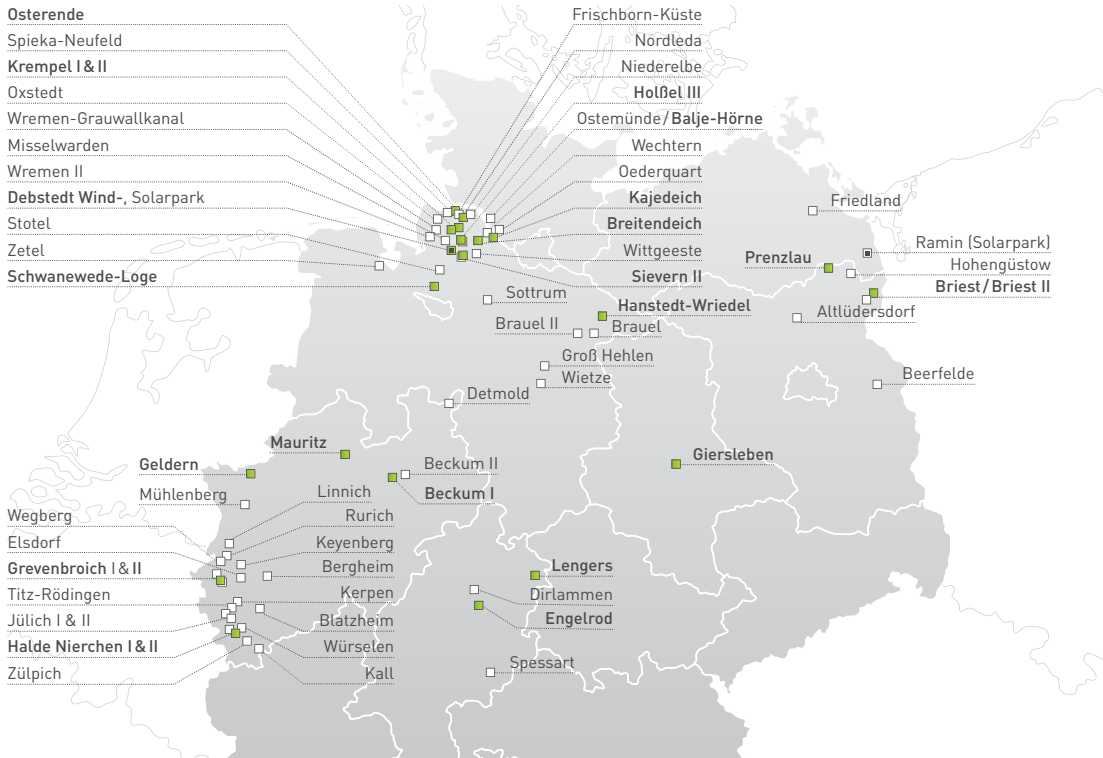 Osterende
Spieka-Neufeld
Krempel I & II
Oxstedt
Wremen-Grauwallkanal
Misselwarden
Wremen II
Debstedt Wind-, Solarpark
Stotel
Zetel
Schwanewede-Loge
Frischborn-Küste
Nordleda
Niederelbe
Holßel III
Ostemünde/Balje-Hörne
Wechtern
Oederquart
Kajedeich
Breitendeich
Wittgeeste
Sievern II
Friedland
Ramin (Solarpark)
Prenzlau
Hohengüstow
Briest/Briest II
Altlüdersdorf
Beerfelde
Sottrum
Hanstedt-Wriedel
Brauel II
Brauel
Groß Hehlen
Wietze
Detmold
Mauritz
Geldern
Mühlenberg
Beckum II
Beckum I
Giersleben
Wegberg
Elsdorf
Grevenbroich I & II
Titz-Rödingen
Jülich I & II
Halde Nierchen I & II
Zülpich
Linnich
Rurich
Keyenberg
Bergheim
Kerpen
Blatzheim
Würselen
Kall
Lengers
Dirlammen
Engelrod
Spessart